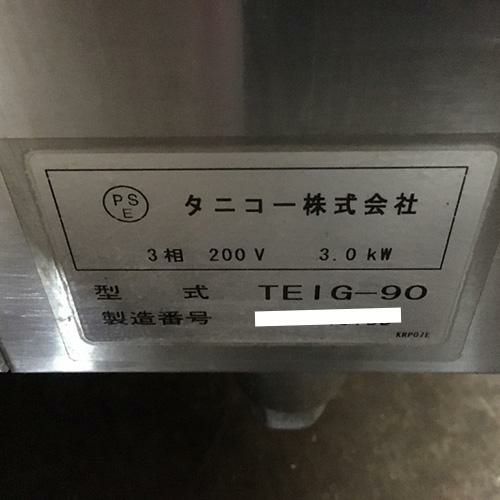 PS
E
タニコー株式会社
3相 200V 3.0kW
型 式 TEIG-90
製造番号
KRP07E